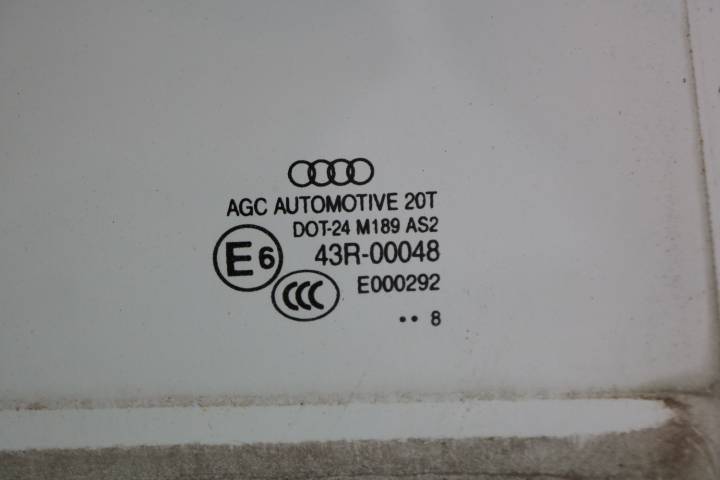 AGC AUTOMOTIVE 20T
DOT-24 M189 AS2
E6 43R-00048
CCC E000292
•• 8